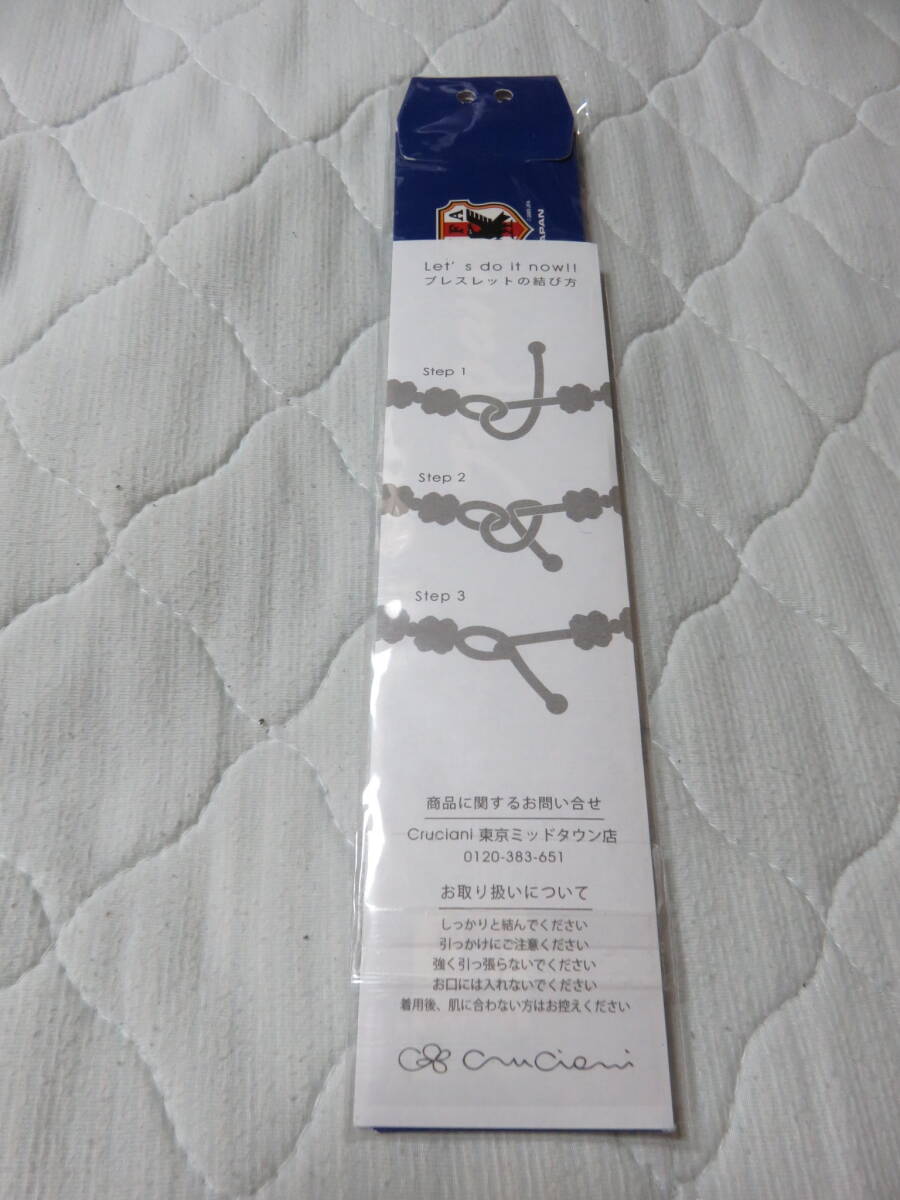 JAPAN
Let's do it now!!
ブレスレットの結び方
Step 1
Step 2
Step 3
商品に関するお問い合せ
Cruciani 東京ミッドタウン店
0120-383-651
お取り扱いについて
しっかりと結んでください
引っかけにご注意ください
強く引っ張らないでください
お口には入れないでください
着用後、肌に合わない方はお控えください
cruciani